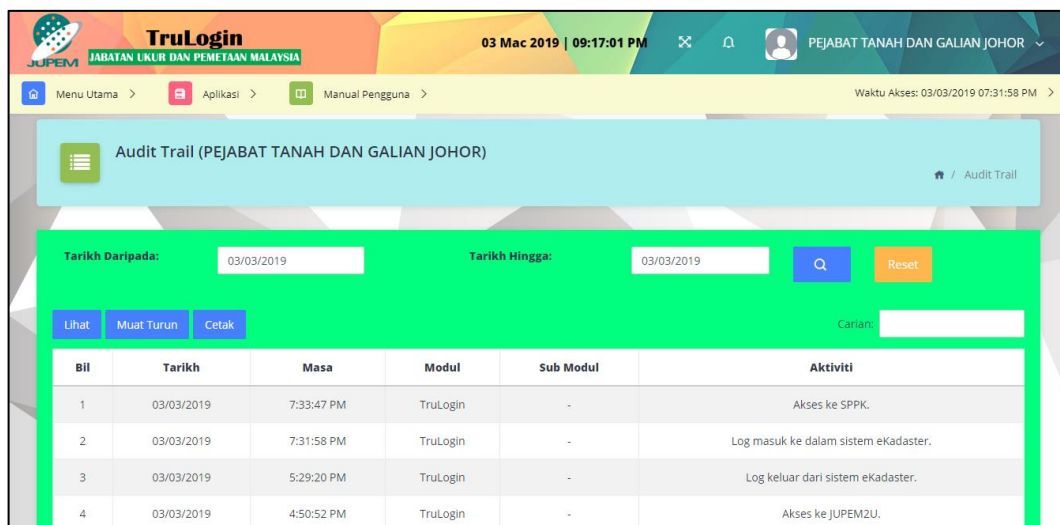 TruLogin
JUPEM JABATAN UKUR DAN PEMETAAN MALAYSIA
03 Mac 2019 | 09:17:01 PM
PEJABAT TANAH DAN GALIAN JOHOR
Menu Utama > Aplikasi > Manual Pengguna > Waktu Akses: 03/03/2019 07:31:58 PM >
Audit Trail (PEJABAT TANAH DAN GALIAN JOHOR)
/ Audit Trail
Tarikh Daripada: 03/03/2019 Tarikh Hingga: 03/03/2019 Reset
Lihat Muat Turun Cetak Carian:
Bil Tarikh Masa Modul Sub Modul Aktiviti
1 03/03/2019 7:33:47 PM TruLogin - Akses ke SPPK.
2 03/03/2019 7:31:58 PM TruLogin - Log masuk ke dalam sistem eKadaster.
3 03/03/2019 5:29:20 PM TruLogin - Log keluar dari sistem eKadaster.
4 03/03/2019 4:50:52 PM TruLogin - Akses ke JUPEM2U.